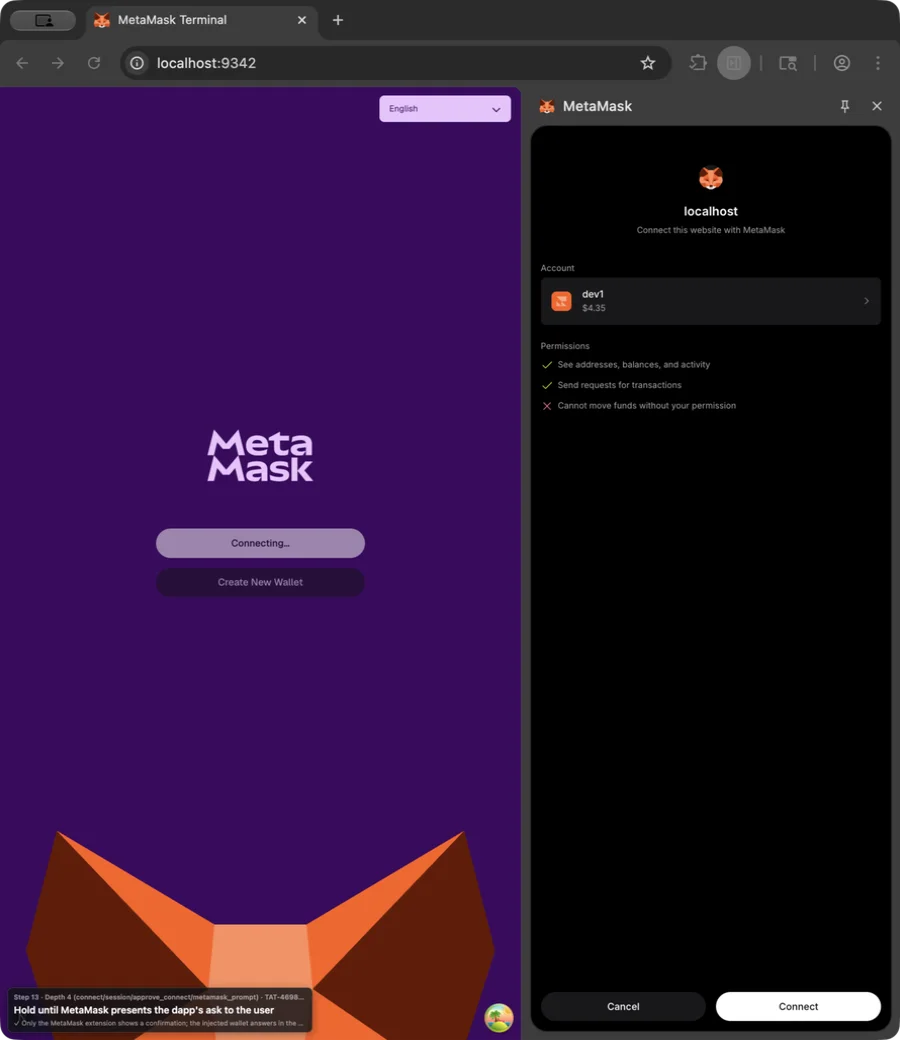 MetaMask Terminal
localhost:9342
English
Meta
Mask
Connecting...
Create New Wallet
Step 13 · Depth 4 (connect/session/approve_connect/metamask_prompt) · TAT-4698...
Hold until MetaMask presents the dapp's ask to the user
✓ Only the MetaMask extension shows a confirmation; the injected wallet answers in the ...
MetaMask
localhost
Connect this website with MetaMask
Account
dev1
$4.35
Permissions
See addresses, balances, and activity
Send requests for transactions
Cannot move funds without your permission
Cancel
Connect